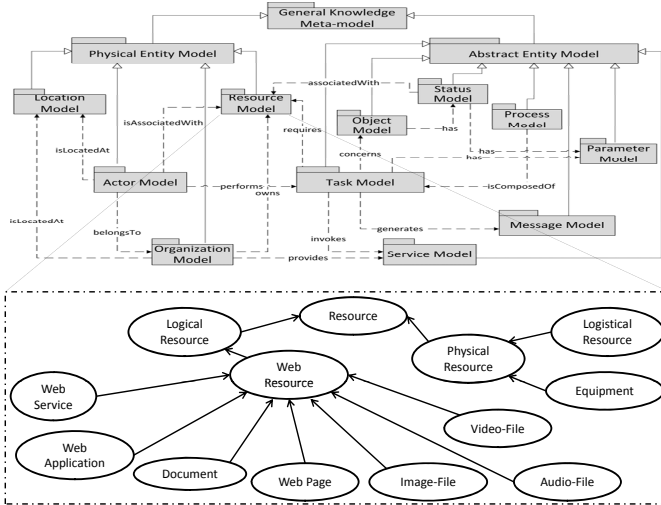 General Knowledge
Meta-model
Physical Entity Model
Abstract Entity Model
Location
Model
Resource
Model
associatedWith
Status
Model
Process
Model
isAssociatedWith
requires
Object
Model
has
has
Parameter
Model
isLocatedAt
concerns
has
Actor Model
performs
owns
Task Model
isComposedOf
isLocatedAt
belongsTo
Organization
Model
provides
invokes
generates
Message Model
Service Model
Logical
Resource
Resource
Logistical
Resource
Physical
Resource
Web
Resource
Web
Service
Equipment
Video-File
Web
Application
Document
Web Page
Image-File
Audio-File